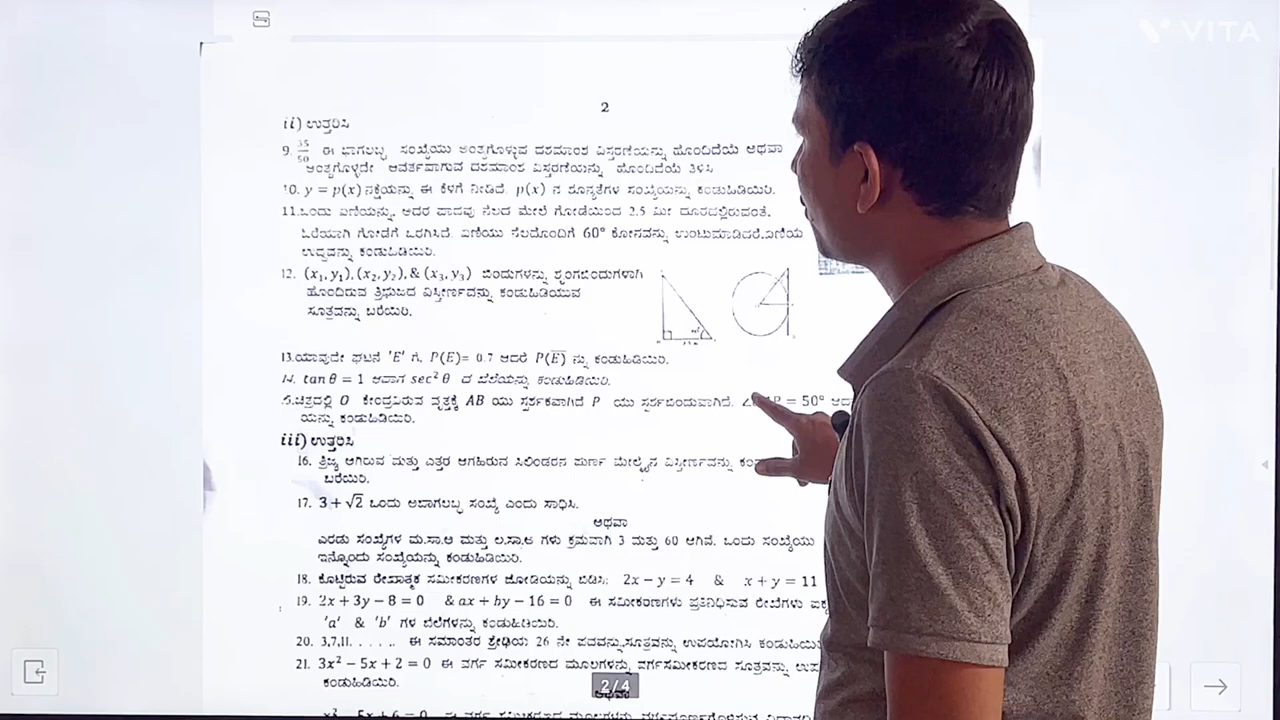 VITA
2
ii) ಉತ್ತರಿಸಿ
9. 35/50 ಈ ಭಾಗಲಬ್ಧ ಸಂಖ್ಯೆಯು ಅಂತ್ಯಗೊಳ್ಳುವ ದಶಮಾಂಶ ವಿಸ್ತರಣೆಯನ್ನು ಹೊಂದಿದೆಯೆ ಅಥವಾ
ಅಂತ್ಯಗೊಳ್ಳದೇ ಆವರ್ತವಾಗುವ ದಶಮಾಂಶ ವಿಸ್ತರಣೆಯನ್ನು ಹೊಂದಿದೆಯೆ ತಿಳಿಸಿ
10. y = p(x) ನಕ್ಷೆಯನ್ನು ಈ ಕೆಳಗೆ ನೀಡಿದೆ. p(x) ನ ಶೂನ್ಯತೆಗಳ ಸಂಖ್ಯೆಯನ್ನು ಕಂಡುಹಿಡಿಯಿರಿ.
11.ಒಂದು ಏಣಿಯನ್ನು, ಅದರ ಪಾದವು ನೆಲದ ಮೇಲೆ ಗೋಡೆಯಿಂದ 2.5 ಮೀ ದೂರದಲ್ಲಿರುವಂತೆ,
ಓರೆಯಾಗಿ ಗೋಡೆಗೆ ಒರಗಿಸಿದೆ. ಏಣಿಯು ನೆಲದೊಂದಿಗೆ 60° ಕೋನವನ್ನು ಉಂಟುಮಾಡಿದರೆ,ಏಣಿಯ
ಉದ್ದವನ್ನು ಕಂಡುಹಿಡಿಯಿರಿ.
12. (x₁, y₁), (x₂, y₂), & (x₃, y₃) ಬಿಂದುಗಳನ್ನು ಶೃಂಗಬಿಂದುಗಳಾಗಿ
ಹೊಂದಿರುವ ತ್ರಿಭುಜದ ವಿಸ್ತೀರ್ಣವನ್ನು ಕಂಡುಹಿಡಿಯುವ
ಸೂತ್ರವನ್ನು ಬರೆಯಿರಿ.
13.ಯಾವುದೇ ಘಟನೆ 'E' ಗೆ, P(E)= 0.7 ಆದರೆ P(E̅) ನ್ನು ಕಂಡುಹಿಡಿಯಿರಿ.
14. tan θ = 1 ಆದಾಗ sec² θ ದ ಬೆಲೆಯನ್ನು ಕಂಡುಹಿಡಿಯಿರಿ.
5.ಚಿತ್ರದಲ್ಲಿ O ಕೇಂದ್ರವಿರುವ ವೃತ್ತಕ್ಕೆ AB ಯು ಸ್ಪರ್ಶಕವಾಗಿದೆ P ಯು ಸ್ಪರ್ಶಬಿಂದುವಾಗಿದೆ. = 50°
ಯನ್ನು ಕಂಡುಹಿಡಿಯಿರಿ.
iii) ಉತ್ತರಿಸಿ
16. ತ್ರಿಜ್ಯ ಆಗಿರುವ ಮತ್ತು ಎತ್ತರ ಆಗಿರುವ ಸಿಲಿಂಡರಿನ ಪೂರ್ಣ ಮೇಲ್ಮೈನ ವಿಸ್ತೀರ್ಣವನ್ನು
ಬರೆಯಿರಿ.
17. 3 + √2 ಒಂದು ಅಭಾಗಲಬ್ಧ ಸಂಖ್ಯೆ ಎಂದು ಸಾಧಿಸಿ.
ಅಥವಾ
ಎರಡು ಸಂಖ್ಯೆಗಳ ಮ.ಸಾ.ಅ ಮತ್ತು ಲ.ಸಾ.ಅ ಗಳು ಕ್ರಮವಾಗಿ 3 ಮತ್ತು 60 ಆಗಿವೆ. ಒಂದು ಸಂಖ್ಯೆಯು
ಇನ್ನೊಂದು ಸಂಖ್ಯೆಯನ್ನು ಕಂಡುಹಿಡಿಯಿರಿ.
18. ಕೊಟ್ಟಿರುವ ರೇಖಾತ್ಮಕ ಸಮೀಕರಣಗಳ ಜೋಡಿಯನ್ನು ಬಿಡಿಸಿ: 2x − y = 4 & x + y = 11
19. 2x + 3y − 8 = 0 & ax + by − 16 = 0 ಈ ಸಮೀಕರಣಗಳು ಪ್ರತಿನಿಧಿಸುವ ರೇಖೆಗಳು
'a' & 'b' ಗಳ ಬೆಲೆಗಳನ್ನು ಕಂಡುಹಿಡಿಯಿರಿ.
20. 3,7,11. . . . . . ಈ ಸಮಾಂತರ ಶ್ರೇಢಿಯ 26 ನೇ ಪದವನ್ನು,ಸೂತ್ರವನ್ನು ಉಪಯೋಗಿಸಿ
21. 3x² − 5x + 2 = 0 ಈ ವರ್ಗ ಸಮೀಕರಣದ ಮೂಲಗಳನ್ನು ವರ್ಗಸಮೀಕರಣದ ಸೂತ್ರವನ್ನು
ಕಂಡುಹಿಡಿಯಿರಿ.
2/4